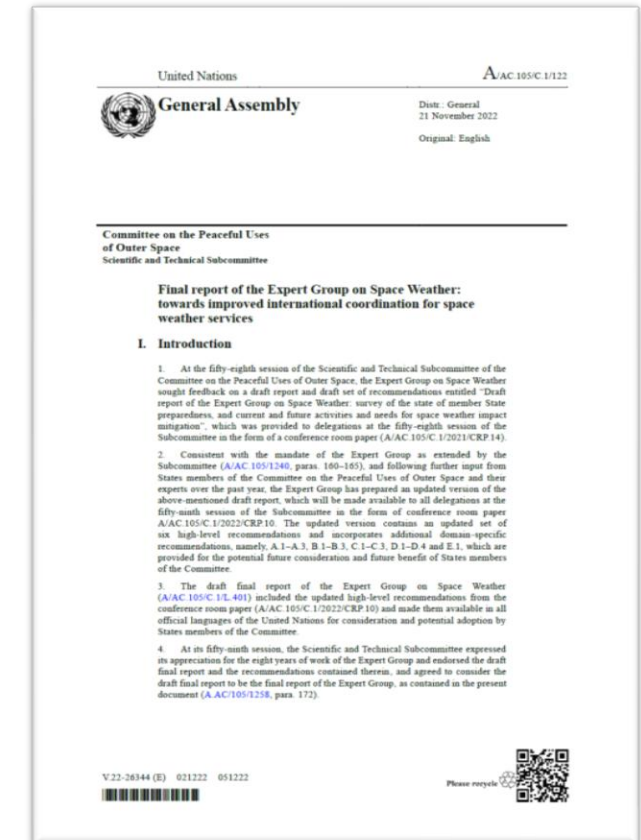 United Nations
A/AC.105/C.1/122
General Assembly
Distr.: General
21 November 2022
Original: English
Committee on the Peaceful Uses
of Outer Space
Scientific and Technical Subcommittee
Final report of the Expert Group on Space Weather:
towards improved international coordination for space
weather services
I. Introduction
1. At the fifty-eighth session of the Scientific and Technical Subcommittee of the
Committee on the Peaceful Uses of Outer Space, the Expert Group on Space Weather
sought feedback on a draft report and draft set of recommendations entitled “Draft
report of the Expert Group on Space Weather: survey of the state of member State
preparedness, and current and future activities and needs for space weather impact
mitigation”, which was provided to delegations at the fifty-eighth session of the
Subcommittee in the form of a conference room paper (A/AC.105/C.1/2021/CRP.14).
2. Consistent with the mandate of the Expert Group as extended by the
Subcommittee (A/AC.105/1240, paras. 160–165), and following further input from
States members of the Committee on the Peaceful Uses of Outer Space and their
experts over the past year, the Expert Group has prepared an updated version of the
above-mentioned draft report, which will be made available to all delegations at the
fifty-ninth session of the Subcommittee in the form of conference room paper
A/AC.105/C.1/2022/CRP.10. The updated version contains an updated set of
six high-level recommendations and incorporates additional domain-specific
recommendations, namely, A.1–A.3, B.1–B.3, C.1–C.3, D.1–D.4 and E.1, which are
provided for the potential future consideration and future benefit of States members
of the Committee.
3. The draft final report of the Expert Group on Space Weather
(A/AC.105/C.1/L.401) included the updated high-level recommendations from the
conference room paper (A/AC.105/C.1/2022/CRP.10) and made them available in all
official languages of the United Nations for consideration and potential adoption by
States members of the Committee.
4. At its fifty-ninth session, the Scientific and Technical Subcommittee expressed
its appreciation for the eight years of work of the Expert Group and endorsed the draft
final report and the recommendations contained therein, and agreed to consider the
draft final report to be the final report of the Expert Group, as contained in the present
document (A.AC/105/1258, para. 172).
V.22-26344 (E) 021222 051222
Please recycle